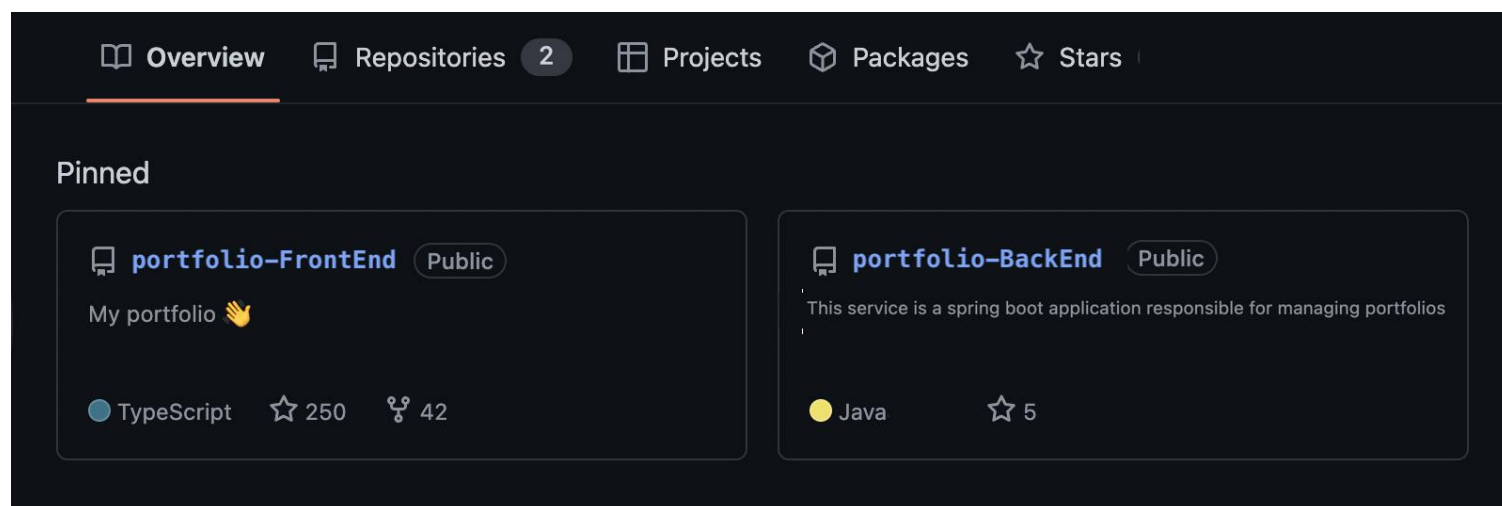 Overview Repositories 2 Projects Packages Stars
Pinned
portfolio-FrontEnd Public
My portfolio 👋
TypeScript 250 42
portfolio-BackEnd Public
This service is a spring boot application responsible for managing portfolios
Java 5